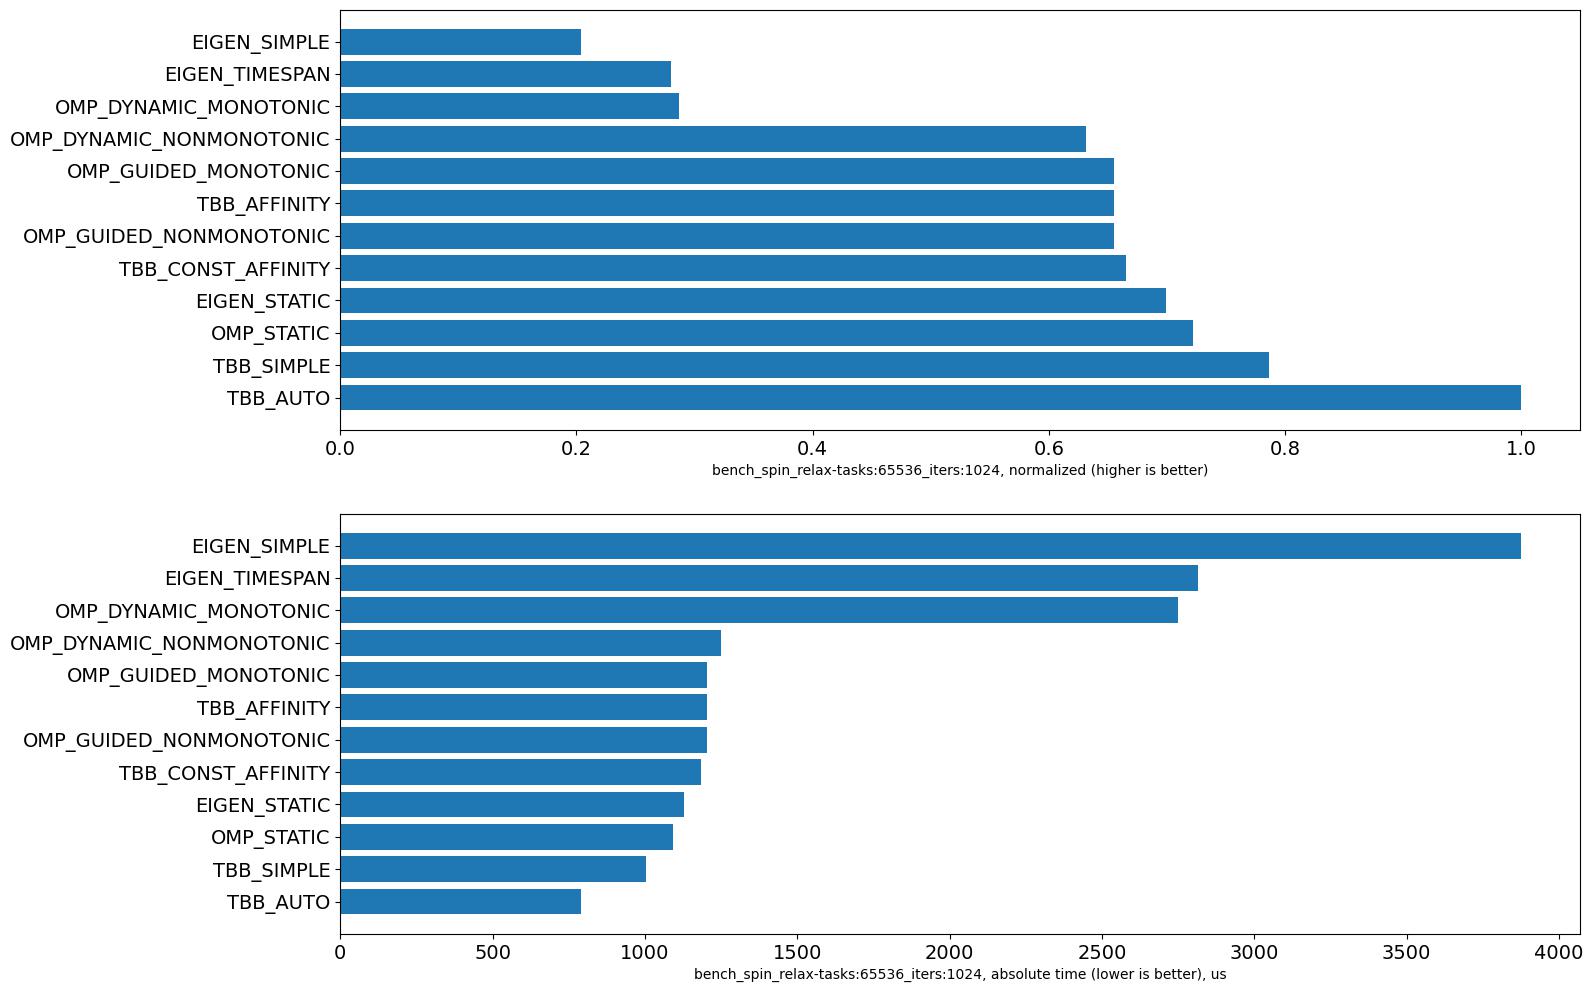 EIGEN_SIMPLE
EIGEN_TIMESPAN
OMP_DYNAMIC_MONOTONIC
OMP_DYNAMIC_NONMONOTONIC
OMP_GUIDED_MONOTONIC
TBB_AFFINITY
OMP_GUIDED_NONMONOTONIC
TBB_CONST_AFFINITY
EIGEN_STATIC
OMP_STATIC
TBB_SIMPLE
TBB_AUTO
0.0 0.2 0.4 0.6 0.8 1.0
bench_spin_relax-tasks:65536_iters:1024, normalized (higher is better)
EIGEN_SIMPLE
EIGEN_TIMESPAN
OMP_DYNAMIC_MONOTONIC
OMP_DYNAMIC_NONMONOTONIC
OMP_GUIDED_MONOTONIC
TBB_AFFINITY
OMP_GUIDED_NONMONOTONIC
TBB_CONST_AFFINITY
EIGEN_STATIC
OMP_STATIC
TBB_SIMPLE
TBB_AUTO
0 500 1000 1500 2000 2500 3000 3500 4000
bench_spin_relax-tasks:65536_iters:1024, absolute time (lower is better), us